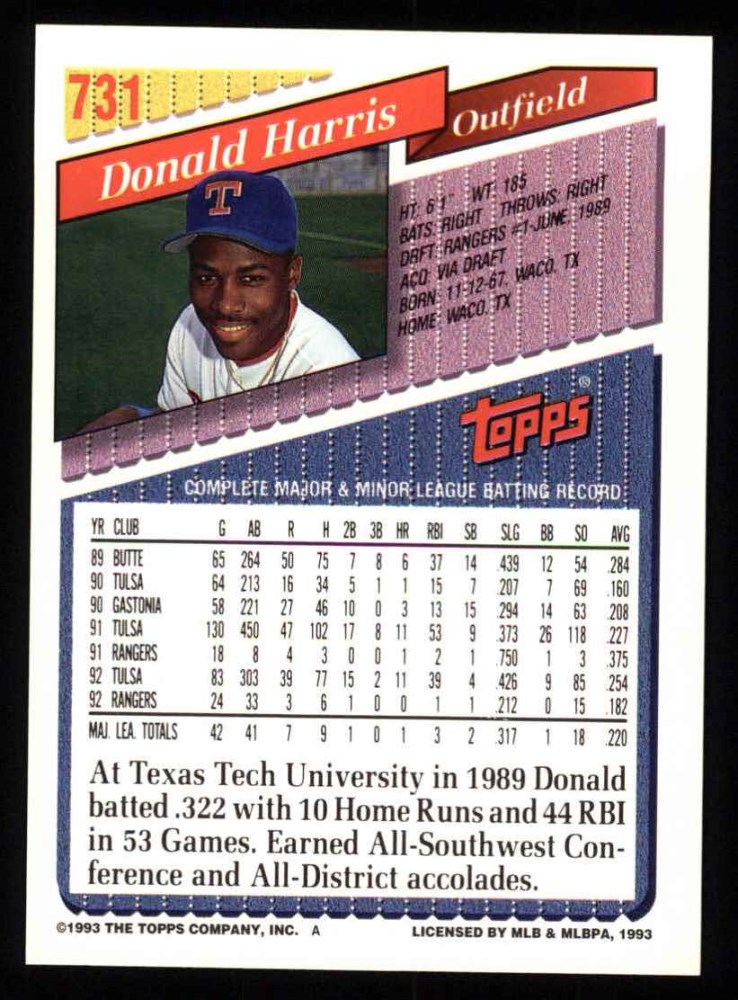 731
Donald Harris
Outfield
T
HT: 6'1" WT: 185
BATS: RIGHT THROWS: RIGHT
DRFT: RANGERS #1-JUNE, 1989
ACQ: VIA DRAFT
BORN: 11-12-67, WACO, TX
HOME: WACO, TX
Topps®
COMPLETE MAJOR & MINOR LEAGUE BATTING RECORD
YR CLUB G AB R H 2B 3B HR RBI SB SLG BB SO AVG
89 BUTTE 65 264 50 75 7 8 6 37 14 .439 12 54 .284
90 TULSA 64 213 16 34 5 1 1 15 7 .207 7 69 .160
90 GASTONIA 58 221 27 46 10 0 3 13 15 .294 14 63 .208
91 TULSA 130 450 47 102 17 8 11 53 9 .373 26 118 .227
91 RANGERS 18 8 4 3 0 0 1 2 1 .750 1 3 .375
92 TULSA 83 303 39 77 15 2 11 39 4 .426 9 85 .254
92 RANGERS 24 33 3 6 1 0 0 1 1 .212 0 15 .182
MAJ. LEA. TOTALS 42 41 7 9 1 0 1 3 2 .317 1 18 .220
At Texas Tech University in 1989 Donald
batted .322 with 10 Home Runs and 44 RBI
in 53 Games. Earned All-Southwest Con-
ference and All-District accolades.
©1993 THE TOPPS COMPANY, INC. A LICENSED BY MLB & MLBPA, 1993